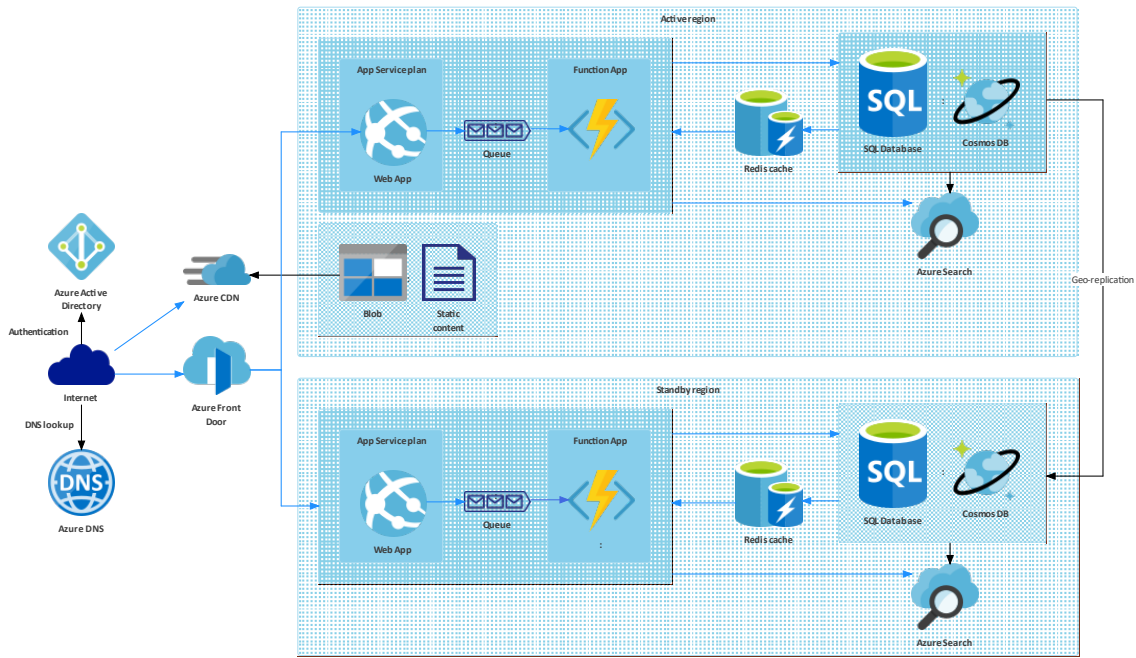 Active region
App Service plan
Function App
Web App
Queue
SQL
SQL Database
:
Cosmos DB
Redis cache
Azure Search
Blob
:
Static
content
Azure Active
Directory
Authentication
Azure CDN
Internet
Azure Front
Door
DNS lookup
DNS
Azure DNS
Geo-replication
Standby region
App Service plan
Function App
Web App
Queue
:
SQL
SQL Database
:
Cosmos DB
Redis cache
Azure Search